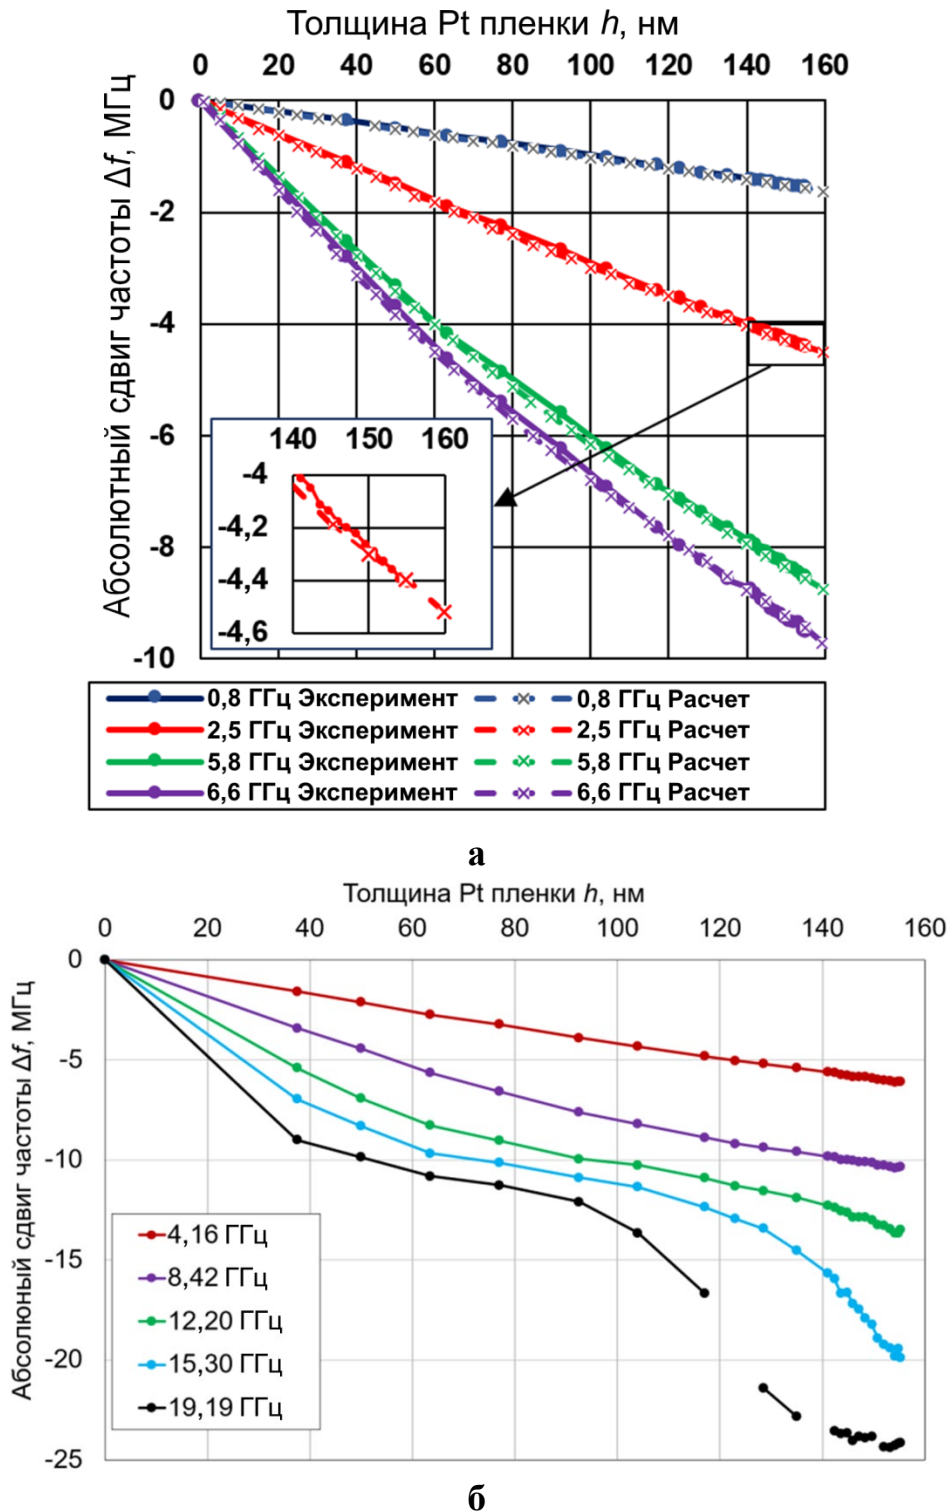 Толщина Pt пленки h, нм
0 20 40 60 80 100 120 140 160
Абсолютный сдвиг частоты Δf, МГц
0
-2
-4
-6
-8
-10
140 150 160
-4
-4,2
-4,4
-4,6
0,8 ГГц Эксперимент 0,8 ГГц Расчет
2,5 ГГц Эксперимент 2,5 ГГц Расчет
5,8 ГГц Эксперимент 5,8 ГГц Расчет
6,6 ГГц Эксперимент 6,6 ГГц Расчет
а
Толщина Pt пленки h, нм
0 20 40 60 80 100 120 140 160
Абсолюный сдвиг частоты Δf, МГц
0
-5
-10
-15
-20
-25
4,16 ГГц
8,42 ГГц
12,20 ГГц
15,30 ГГц
19,19 ГГц
б